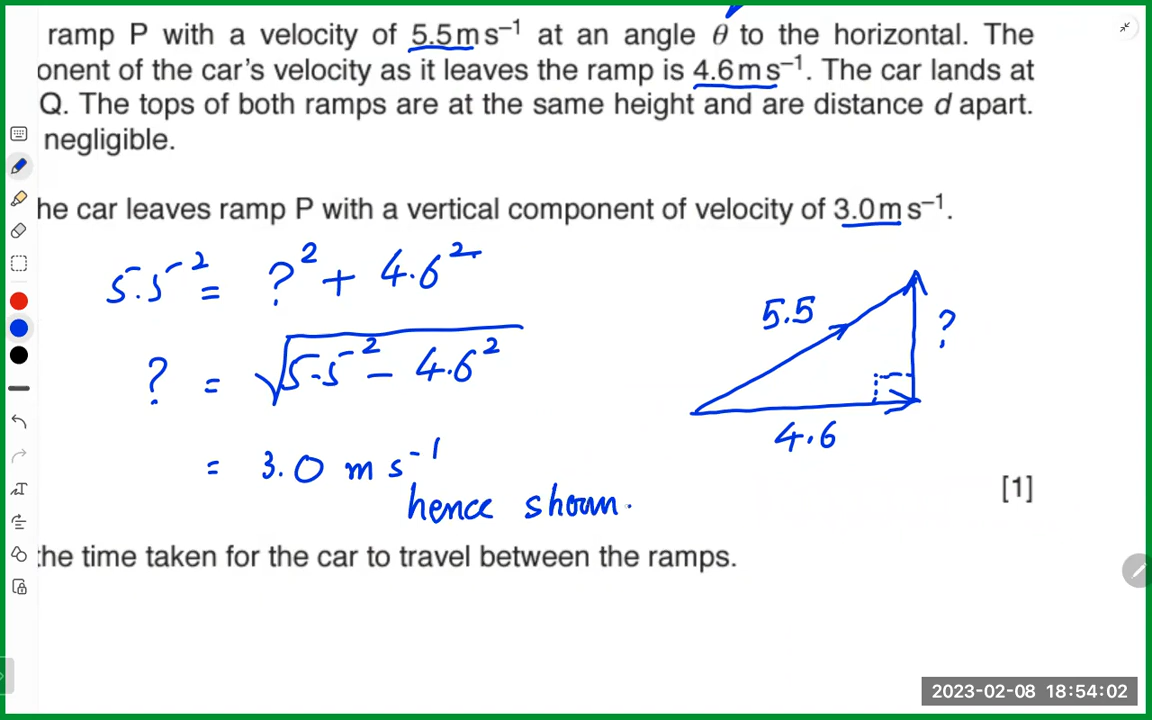 ramp P with a velocity of 5.5 m s⁻¹ at an angle θ to the horizontal. The
onent of the car's velocity as it leaves the ramp is 4.6 m s⁻¹. The car lands at
Q. The tops of both ramps are at the same height and are distance d apart.
negligible.
he car leaves ramp P with a vertical component of velocity of 3.0 m s⁻¹.
5.5² = ?² + 4.6²
? = √5.5² − 4.6²
= 3.0 m s⁻¹
hence shown.
5.5
?
4.6
[1]
the time taken for the car to travel between the ramps.
2023-02-08 18:54:02